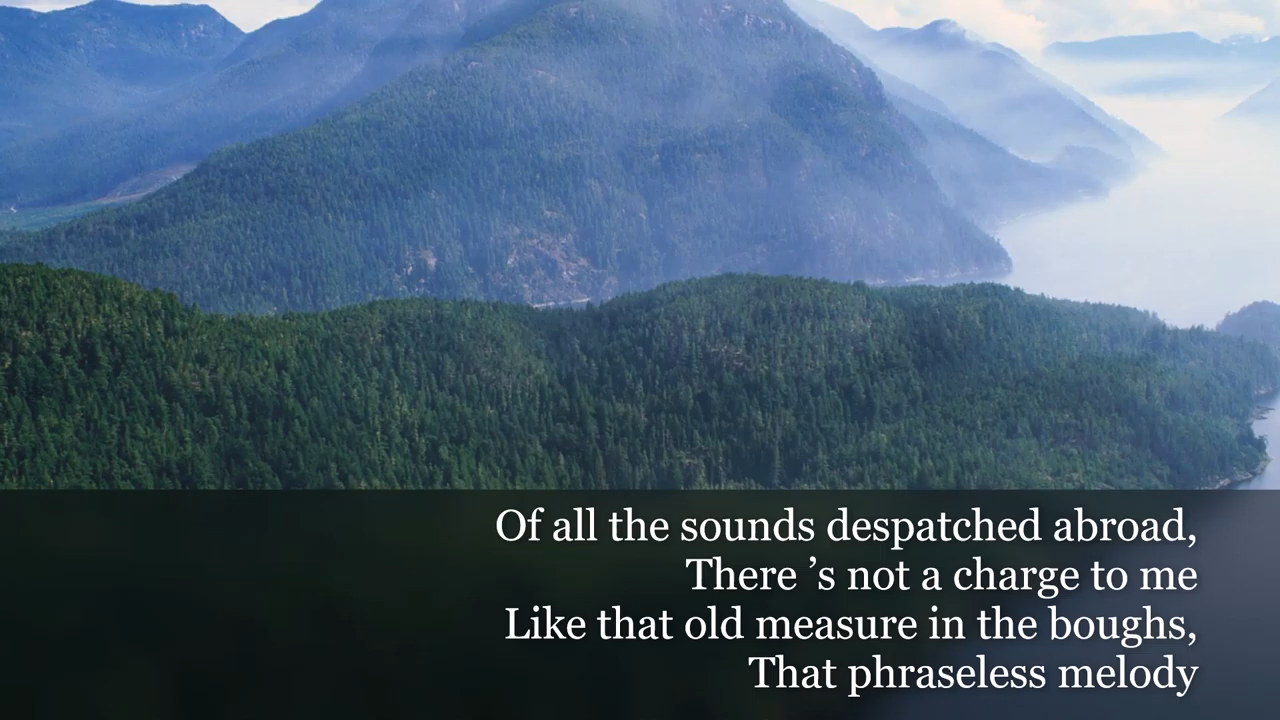 Of all the sounds despatched abroad,
There ’s not a charge to me
Like that old measure in the boughs,
That phraseless melody